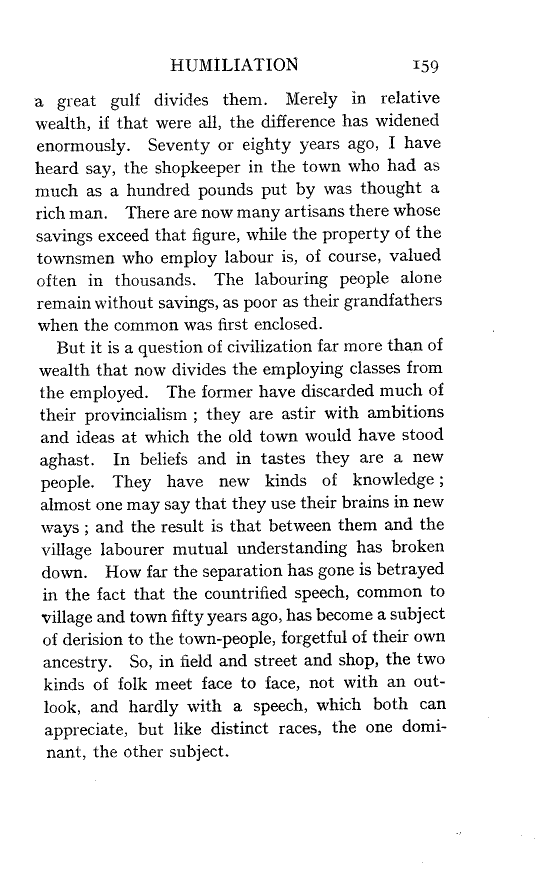 HUMILIATION 159
a great gulf divides them. Merely in relative
wealth, if that were all, the difference has widened
enormously. Seventy or eighty years ago, I have
heard say, the shopkeeper in the town who had as
much as a hundred pounds put by was thought a
rich man. There are now many artisans there whose
savings exceed that figure, while the property of the
townsmen who employ labour is, of course, valued
often in thousands. The labouring people alone
remain without savings, as poor as their grandfathers
when the common was first enclosed.
But it is a question of civilization far more than of
wealth that now divides the employing classes from
the employed. The former have discarded much of
their provincialism ; they are astir with ambitions
and ideas at which the old town would have stood
aghast. In beliefs and in tastes they are a new
people. They have new kinds of knowledge ;
almost one may say that they use their brains in new
ways ; and the result is that between them and the
village labourer mutual understanding has broken
down. How far the separation has gone is betrayed
in the fact that the countrified speech, common to
village and town fifty years ago, has become a subject
of derision to the town-people, forgetful of their own
ancestry. So, in field and street and shop, the two
kinds of folk meet face to face, not with an out-
look, and hardly with a speech, which both can
appreciate, but like distinct races, the one domi-
nant, the other subject.